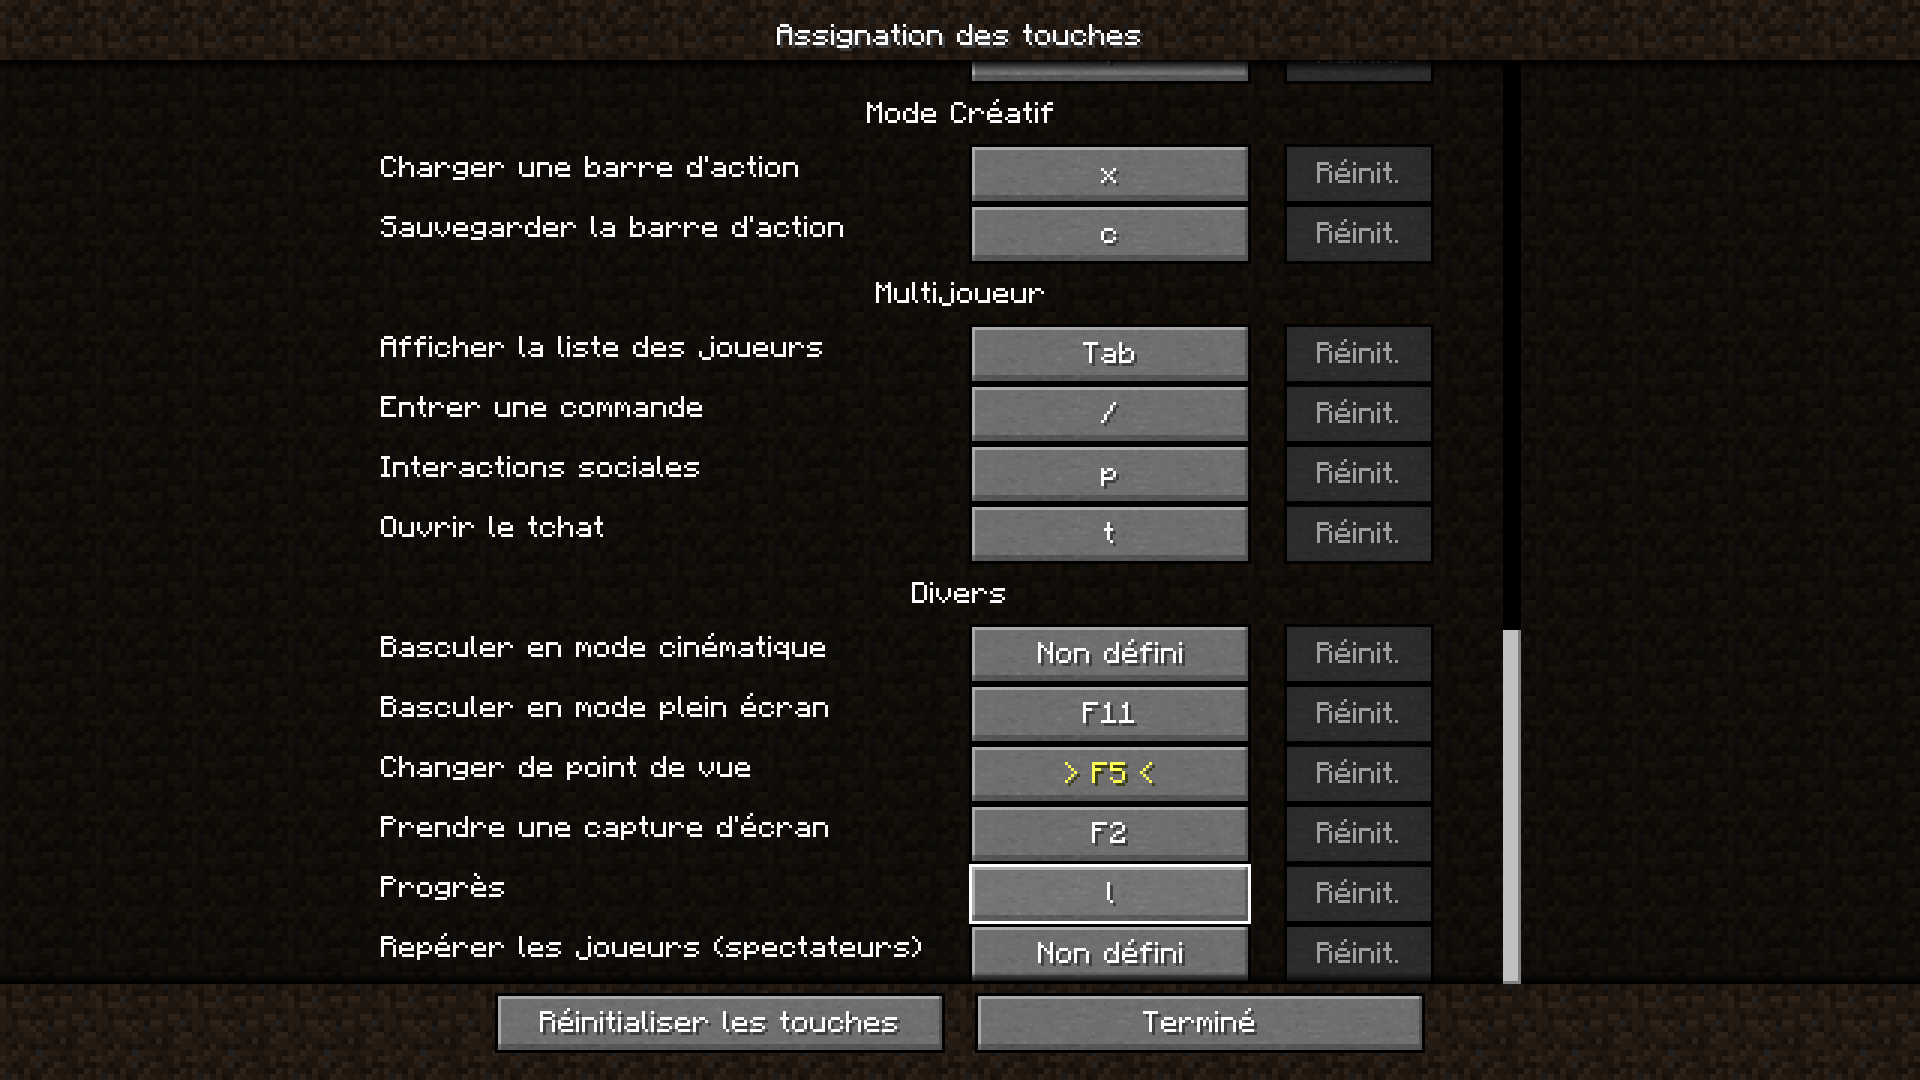 Assignation des touches
Mode Créatif
Charger une barre d'action x Réinit.
Sauvegarder la barre d'action c Réinit.
Multijoueur
Afficher la liste des joueurs Tab Réinit.
Entrer une commande / Réinit.
Interactions sociales p Réinit.
Ouvrir le tchat t Réinit.
Divers
Basculer en mode cinématique Non défini Réinit.
Basculer en mode plein écran F11 Réinit.
Changer de point de vue > F5 < Réinit.
Prendre une capture d'écran F2 Réinit.
Progrès l Réinit.
Repérer les joueurs (spectateurs) Non défini Réinit.
Réinitialiser les touches Terminé